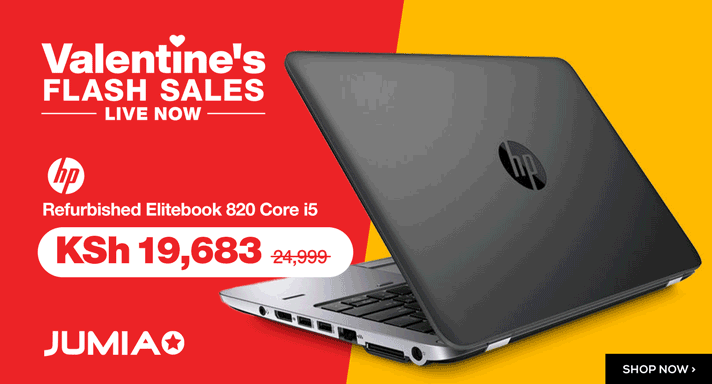 Valentine's
FLASH SALES
LIVE NOW
hp
Refurbished Elitebook 820 Core i5
KSh 19,683 24,999
JUMIA
hp
SHOP NOW ›